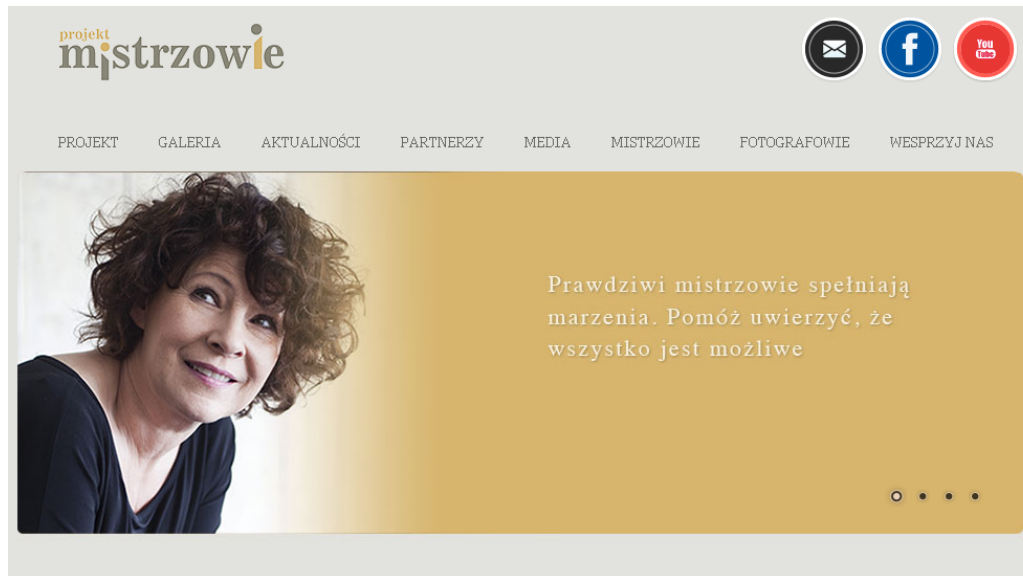 projekt
mistrzowie
You
Tube
PROJEKT GALERIA AKTUALNOŚCI PARTNERZY MEDIA MISTRZOWIE FOTOGRAFOWIE WESPRZYJ NAS
Prawdziwi mistrzowie spełniają
marzenia. Pomóż uwierzyć, że
wszystko jest możliwe